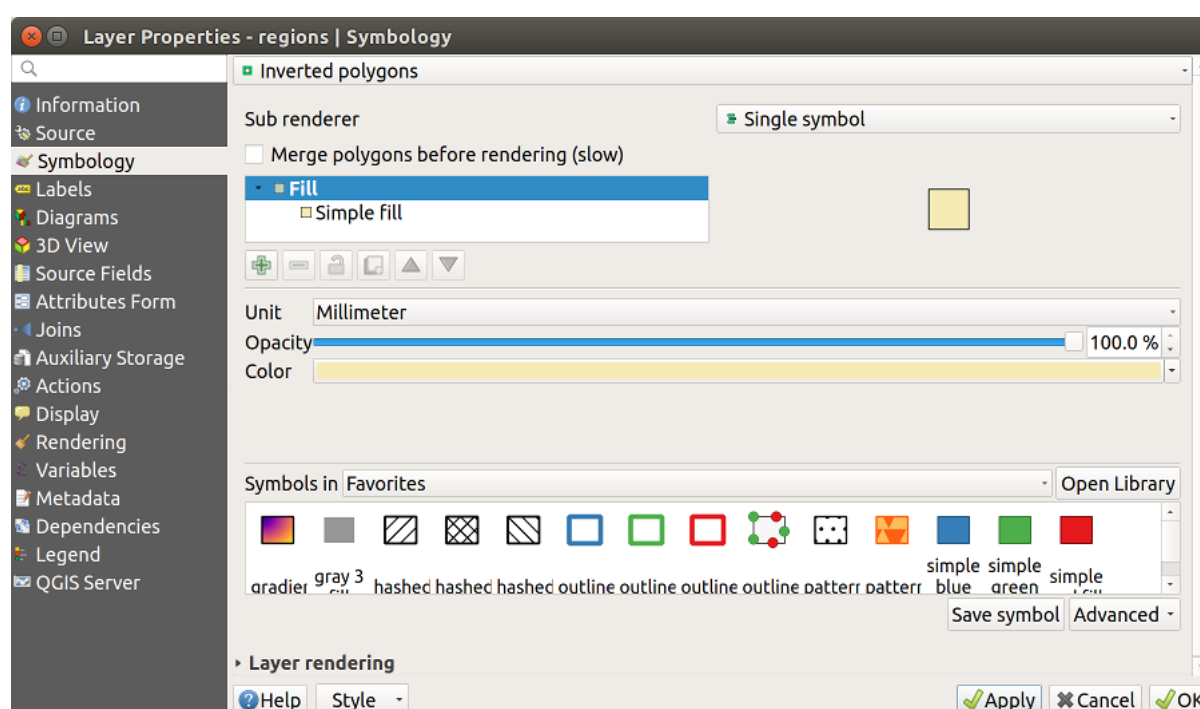 Layer Properties - regions | Symbology
Information
Source
Symbology
Labels
Diagrams
3D View
Source Fields
Attributes Form
Joins
Auxiliary Storage
Actions
Display
Rendering
Variables
Metadata
Dependencies
Legend
QGIS Server
Inverted polygons
Sub renderer Single symbol
Merge polygons before rendering (slow)
Fill
Simple fill
Unit Millimeter
Opacity 100.0 %
Color
Symbols in Favorites Open Library
gray 3 simple simple simple
hashed hashed hashed outline outline outline outline blue green
Save symbol Advanced
Layer rendering
Help Style Apply Cancel OK